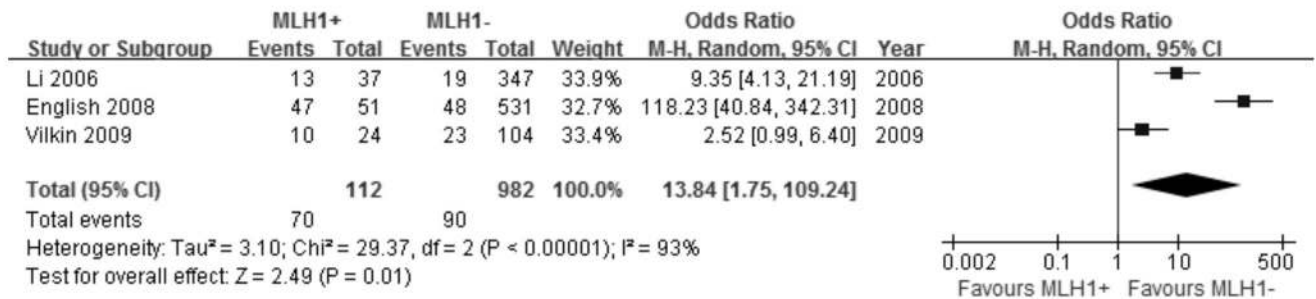 MLH1+ MLH1- Odds Ratio Odds Ratio
Study or Subgroup Events Total Events Total Weight M-H, Random, 95% CI Year M-H, Random, 95% CI
Li 2006 13 37 19 347 33.9% 9.35 [4.13, 21.19] 2006
English 2008 47 51 48 531 32.7% 118.23 [40.84, 342.31] 2008
Vilkin 2009 10 24 23 104 33.4% 2.52 [0.99, 6.40] 2009
Total (95% CI) 112 982 100.0% 13.84 [1.75, 109.24]
Total events 70 90
Heterogeneity: Tau² = 3.10; Chi² = 29.37, df = 2 (P < 0.00001); I² = 93%
Test for overall effect: Z = 2.49 (P = 0.01)
0.002 0.1 1 10 500
Favours MLH1+ Favours MLH1-